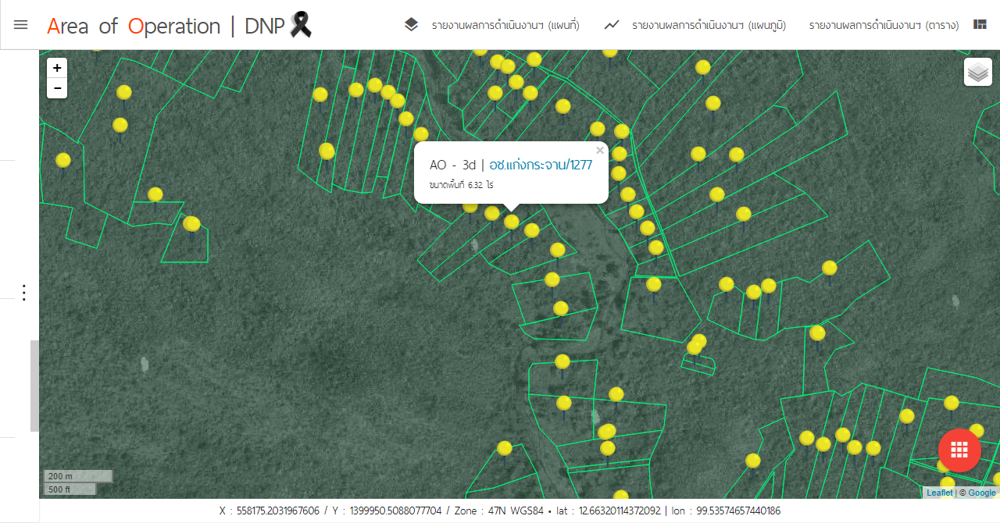 Area of Operation | DNP
รายงานผลการดำเนินงานฯ (แผนที่)
รายงานผลการดำเนินงานฯ (แผนภูมิ)
รายงานผลการดำเนินงานฯ (ตาราง)
+
−
×
AO - 3d | อช.แก่งกระจาน/1277
ขนาดพื้นที่ 6.32 ไร่
200 m
500 ft
Leaflet | © Google
X : 558175.2031967606 / Y : 1399950.5088077704 / Zone : 47N WGS84 • lat : 12.66320114372092 | lon : 99.53574657440186